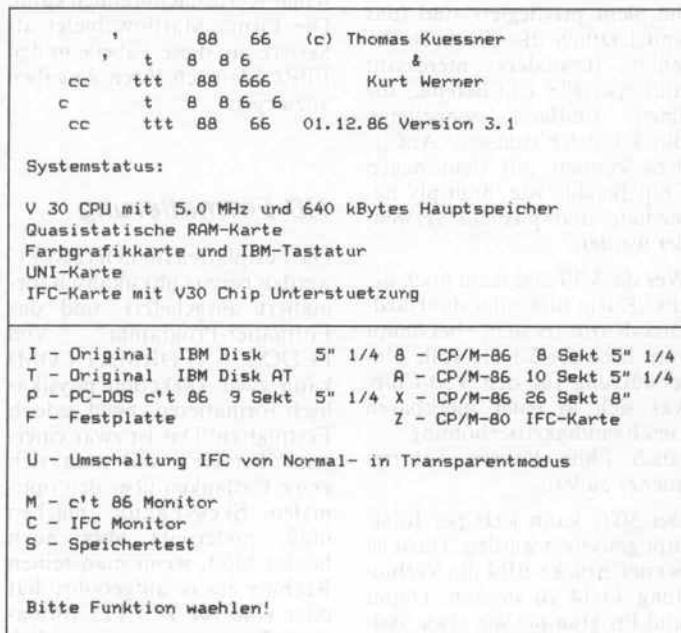 ' 88 66 (c) Thomas Kuessner
' t 8 8 6 &
cc ttt 88 666 Kurt Werner
c t 8 8 6 6
cc ttt 88 66 01.12.86 Version 3.1
Systemstatus:
V 30 CPU mit 5.0 MHz und 640 kBytes Hauptspeicher
Quasistatische RAM-Karte
Farbgrafikkarte und IBM-Tastatur
UNI-Karte
IFC-Karte mit V30 Chip Unterstuetzung
I - Original IBM Disk 5" 1/4 8 - CP/M-86 8 Sekt 5" 1/4
T - Original IBM Disk AT A - CP/M-86 10 Sekt 5" 1/4
P - PC-DOS c't 86 9 Sekt 5" 1/4 X - CP/M-86 26 Sekt 8"
F - Festplatte Z - CP/M-80 IFC-Karte
U - Umschaltung IFC von Normal- in Transparentmodus
M - c't 86 Monitor
C - IFC Monitor
S - Speichertest
Bitte Funktion waehlen!